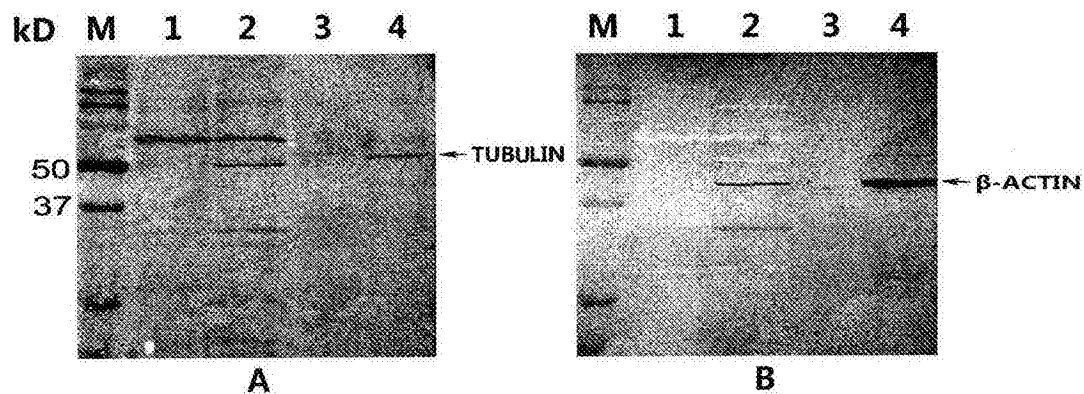 kD M 1 2 3 4
M 1 2 3 4
50
37
TUBULIN
β-ACTIN
A
B